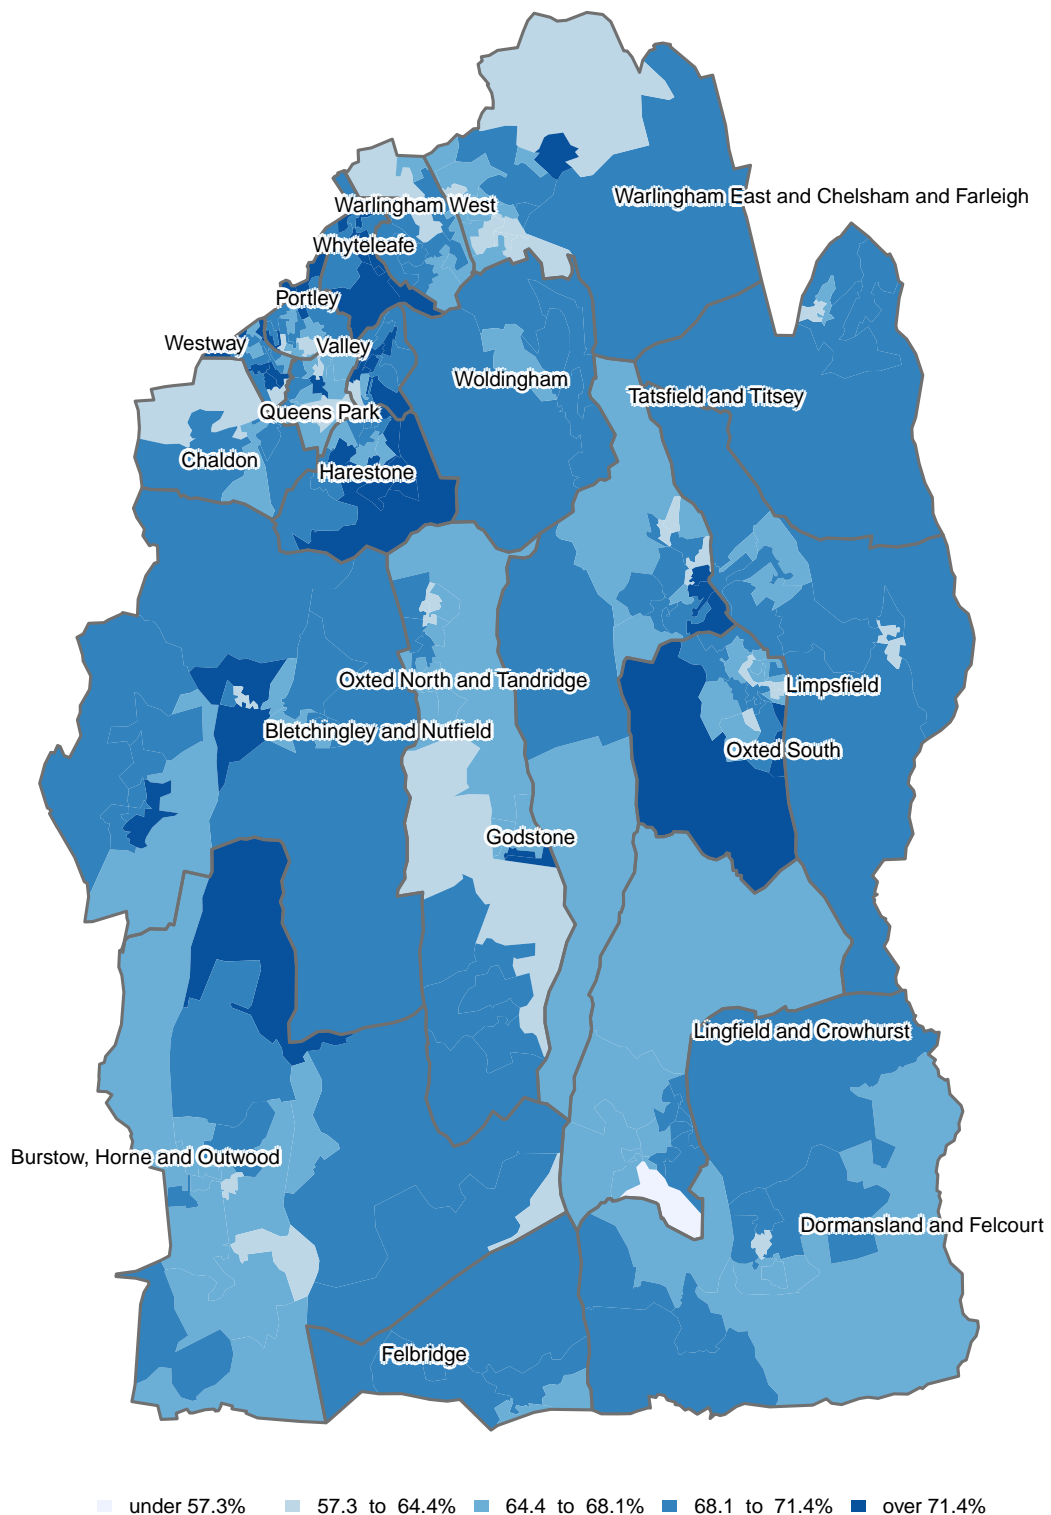 Warlingham East and Chelsham and Farleigh
Warlingham West
Whyteleafe
Portley
Westway
Valley
Woldingham
Tatsfield and Titsey
Queens Park
Chaldon
Harestone
Oxted North and Tandridge
Limpsfield
Bletchingley and Nutfield
Oxted South
Godstone
Lingfield and Crowhurst
Burstow, Horne and Outwood
Dormansland and Felcourt
Felbridge
under 57.3% 57.3 to 64.4% 64.4 to 68.1% 68.1 to 71.4% over 71.4%